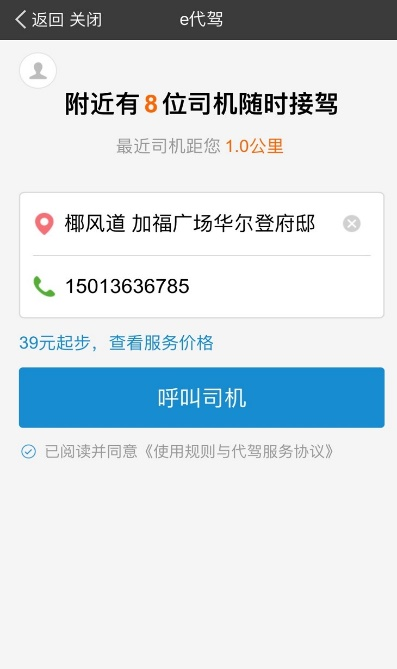 返回 关闭 e代驾
附近有8位司机随时接驾
最近司机距您 1.0公里
椰风道 加福广场华尔登府邸
15013636785
39元起步，查看服务价格
呼叫司机
已阅读并同意《使用规则与代驾服务协议》